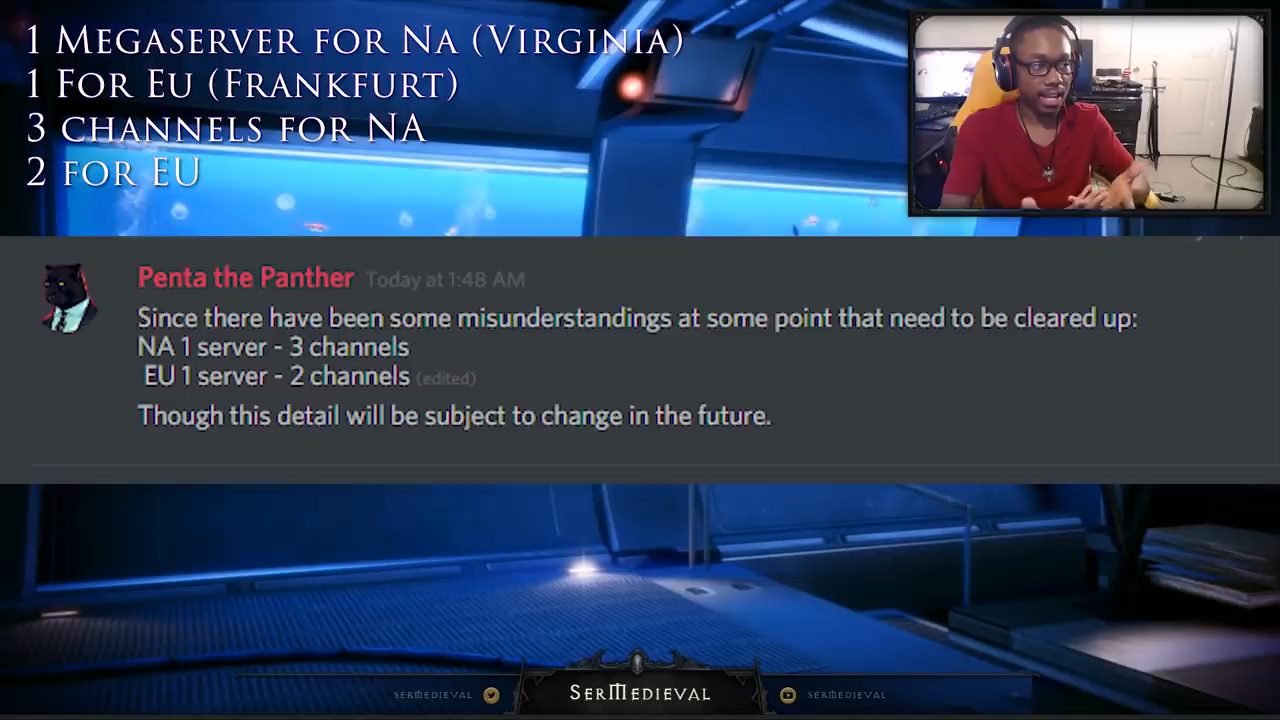 1 Megaserver for Na (Virginia)
1 For Eu (Frankfurt)
3 channels for NA
2 for EU
Penta the Panther Today at 1:48 AM
Since there have been some misunderstandings at some point that need to be cleared up:
NA 1 server - 3 channels
EU 1 server - 2 channels (edited)
Though this detail will be subject to change in the future.
SERMEDIEVAL SerMedieval SERMEDIEVAL